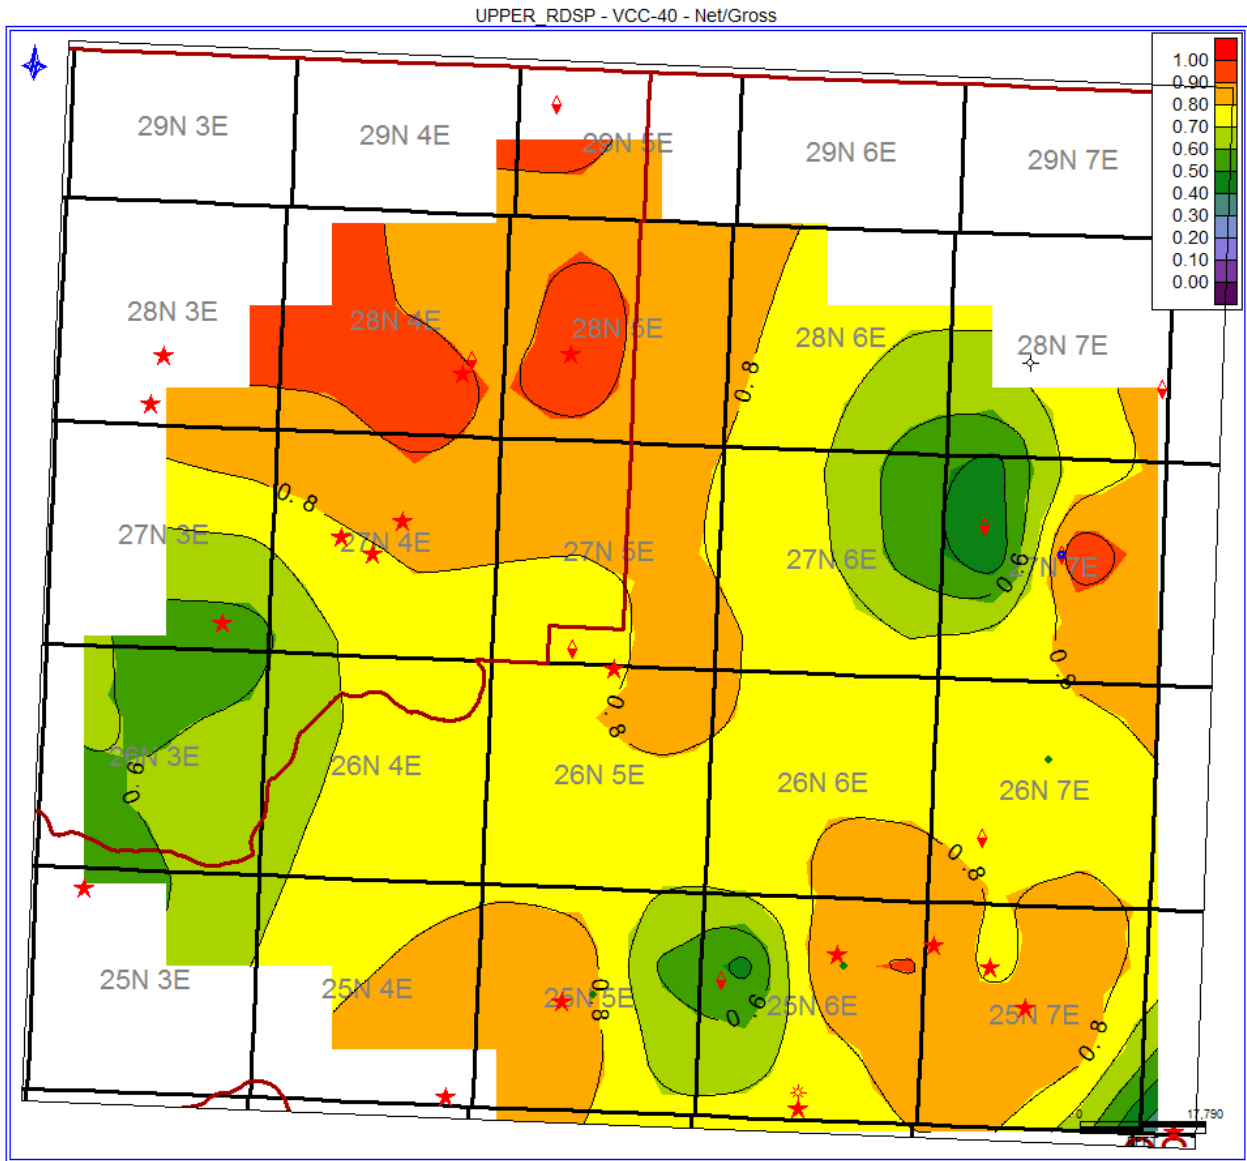 UPPER_RDSP - VCC-40 - Net/Gross
1.00
0.90
0.80
0.70
0.60
0.50
0.40
0.30
0.20
0.10
0.00
29N 3E
29N 4E
29N 5E
29N 6E
29N 7E
28N 3E
28N 4E
28N 5E
28N 6E
28N 7E
0.8
0.8
27N 3E
27N 4E
27N 5E
27N 6E
27N 7E
0.6
0.8
0.8
26N 3E
26N 4E
26N 5E
26N 6E
26N 7E
0.6
0.8
25N 3E
25N 4E
25N 5E
25N 6E
25N 7E
0.8
0.6
0.8
0
17,790